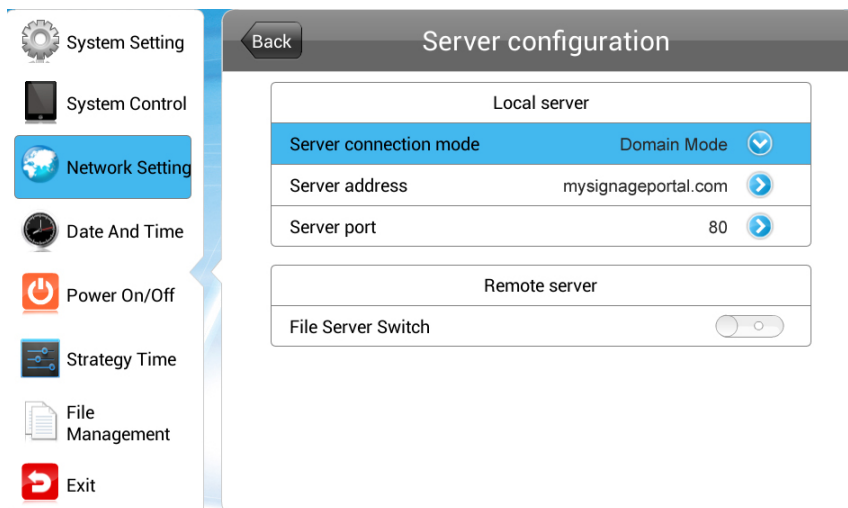 System Setting
System Control
Network Setting
Date And Time
Power On/Off
Strategy Time
File
Management
Exit
Back
Server configuration
Local server
Server connection mode Domain Mode
Server address mysignageportal.com
Server port 80
Remote server
File Server Switch